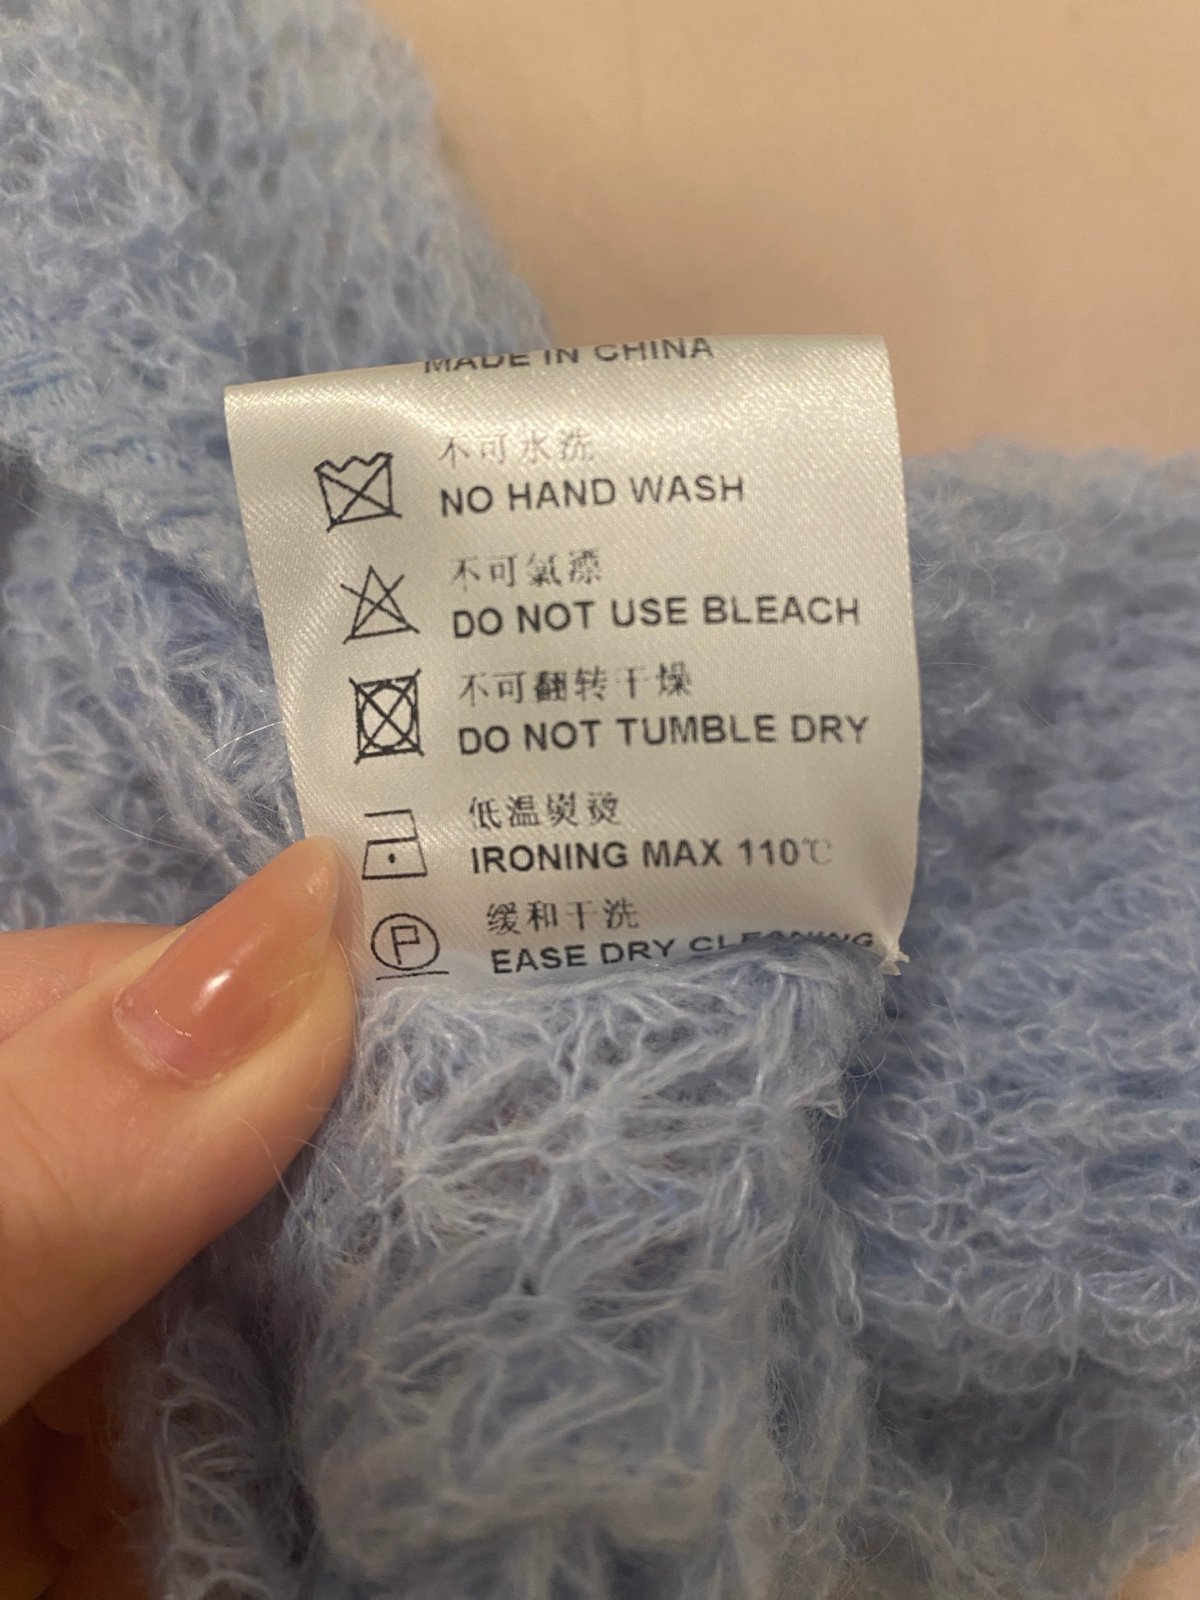 MADE IN CHINA
不可水洗
NO HAND WASH
不可氯漂
DO NOT USE BLEACH
不可翻转干燥
DO NOT TUMBLE DRY
低温熨烫
IRONING MAX 110℃
P
缓和干洗
EASE DRY CLEANING